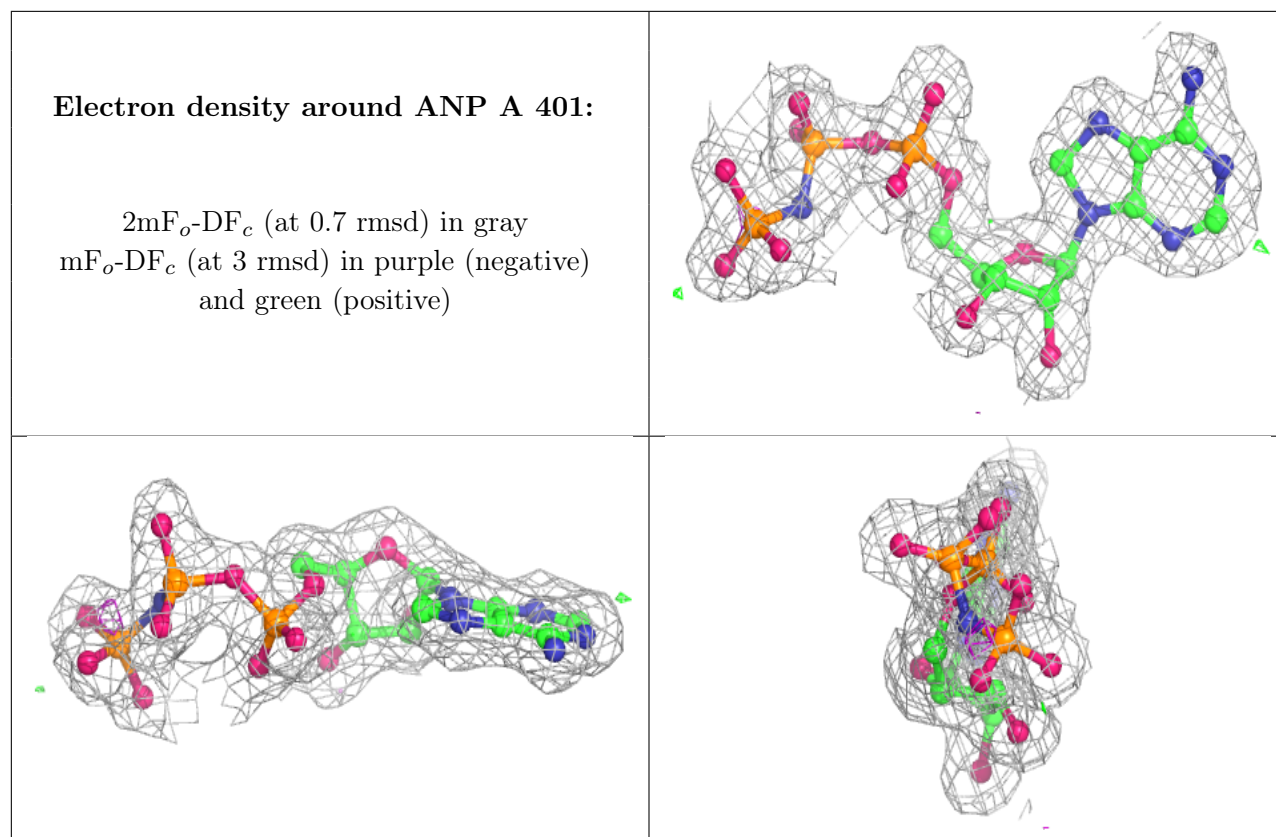 Electron density around ANP A 401:
2mFo-DFc (at 0.7 rmsd) in gray
mFo-DFc (at 3 rmsd) in purple (negative)
and green (positive)